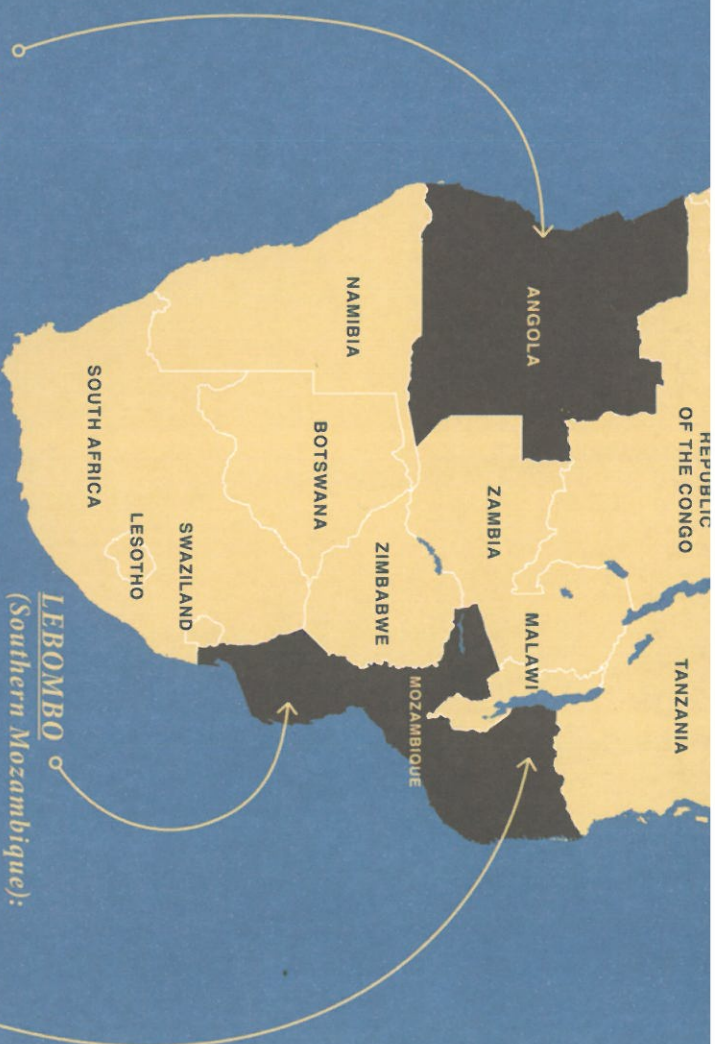 REPUBLIC
OF THE CONGO
TANZANIA
ANGOLA
MALAWI
ZAMBIA
MOZAMBIQUE
ZIMBABWE
NAMIBIA
BOTSWANA
SWAZILAND
LESOTHO
SOUTH AFRICA
LEBOMBO
(Southern Mozambique):